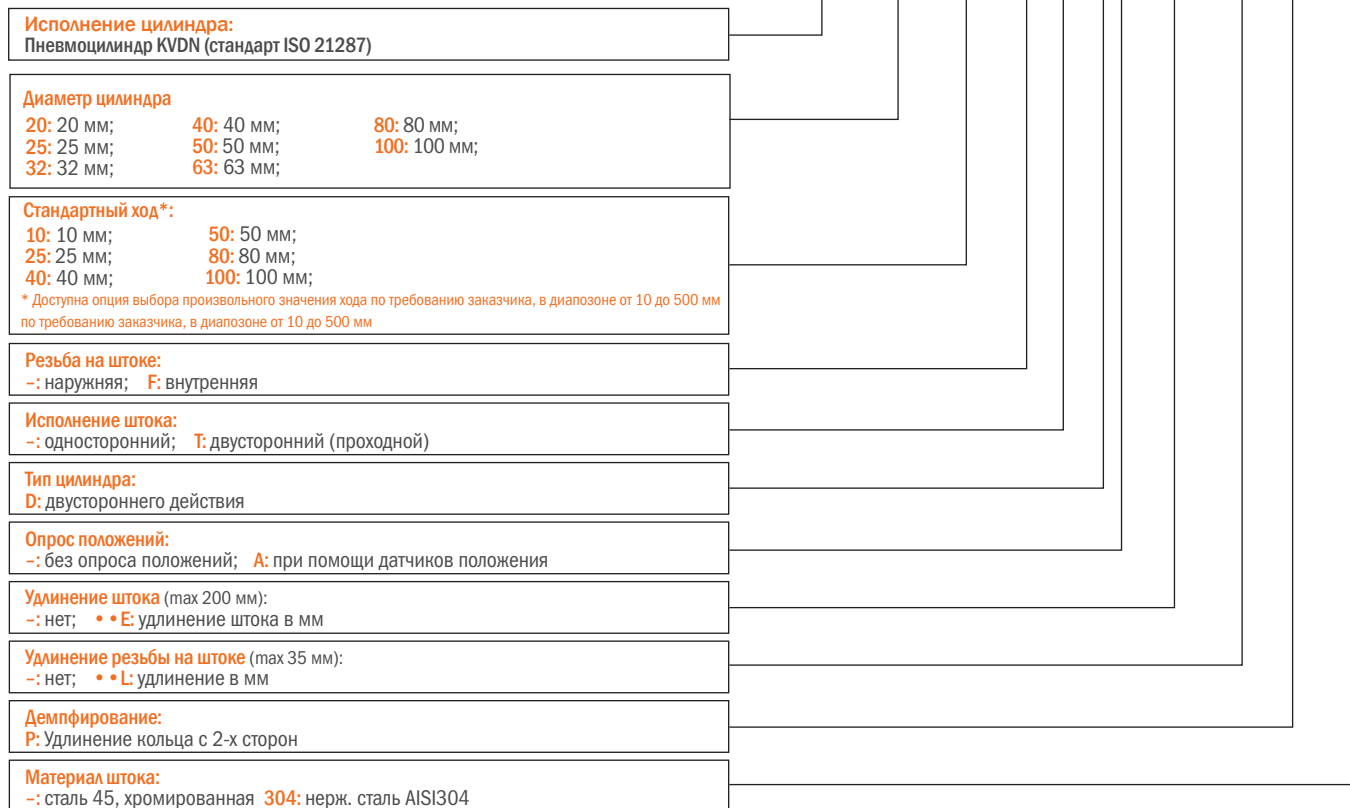 Исполнение цилиндра:
Пневмоцилиндр KVDN (стандарт ISO 21287)
Диаметр цилиндра
20: 20 мм; 40: 40 мм; 80: 80 мм;
25: 25 мм; 50: 50 мм; 100: 100 мм;
32: 32 мм; 63: 63 мм;
Стандартный ход*:
10: 10 мм; 50: 50 мм;
25: 25 мм; 80: 80 мм;
40: 40 мм; 100: 100 мм;
* Доступна опция выбора произвольного значения хода по требованию заказчика, в диапозоне от 10 до 500 мм
по требованию заказчика, в диапозоне от 10 до 500 мм
Резьба на штоке:
–: наружняя; F: внутренняя
Исполнение штока:
–: односторонний; T: двусторонний (проходной)
Тип цилиндра:
D: двустороннего действия
Опрос положений:
–: без опроса положений; A: при помощи датчиков положения
Удлинение штока (max 200 мм):
–: нет; • • E: удлинение штока в мм
Удлинение резьбы на штоке (max 35 мм):
–: нет; • • L: удлинение в мм
Демпфирование:
P: Удлинение кольца с 2-х сторон
Материал штока:
–: сталь 45, хромированная 304: нерж. сталь AISI304